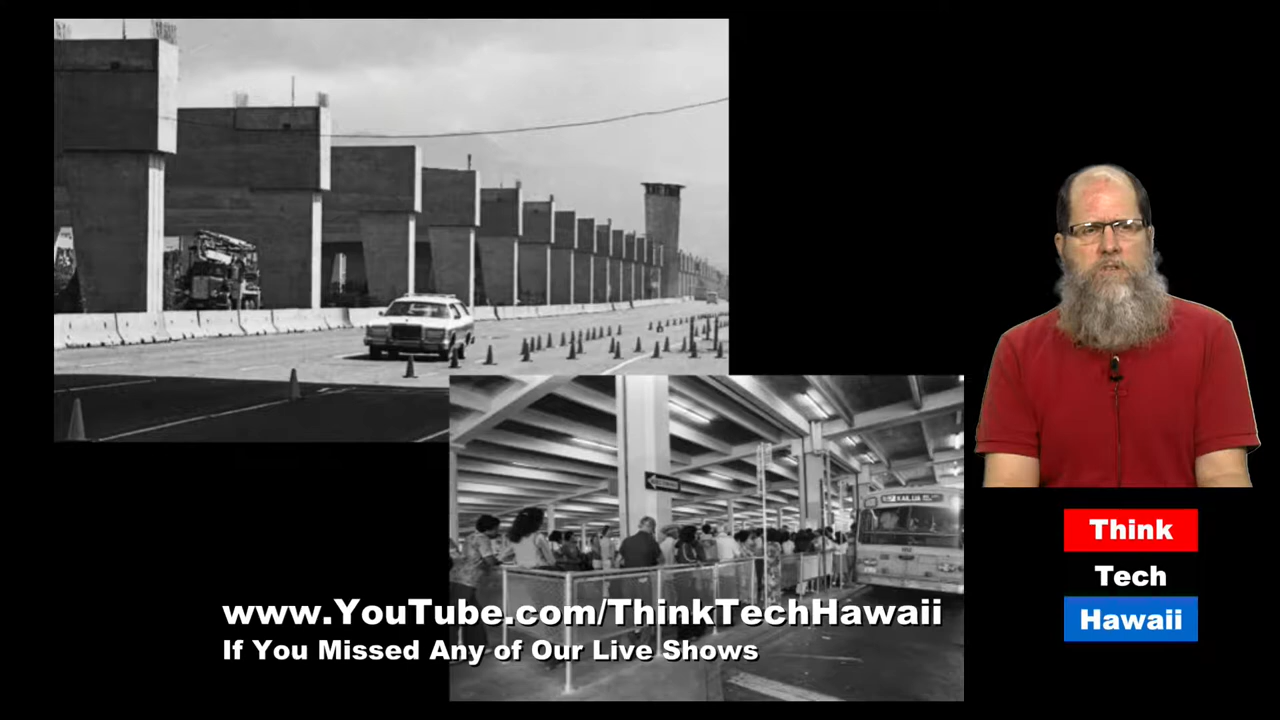 KAILUA
www.YouTube.com/ThinkTechHawaii
If You Missed Any of Our Live Shows
Think
Tech
Hawaii